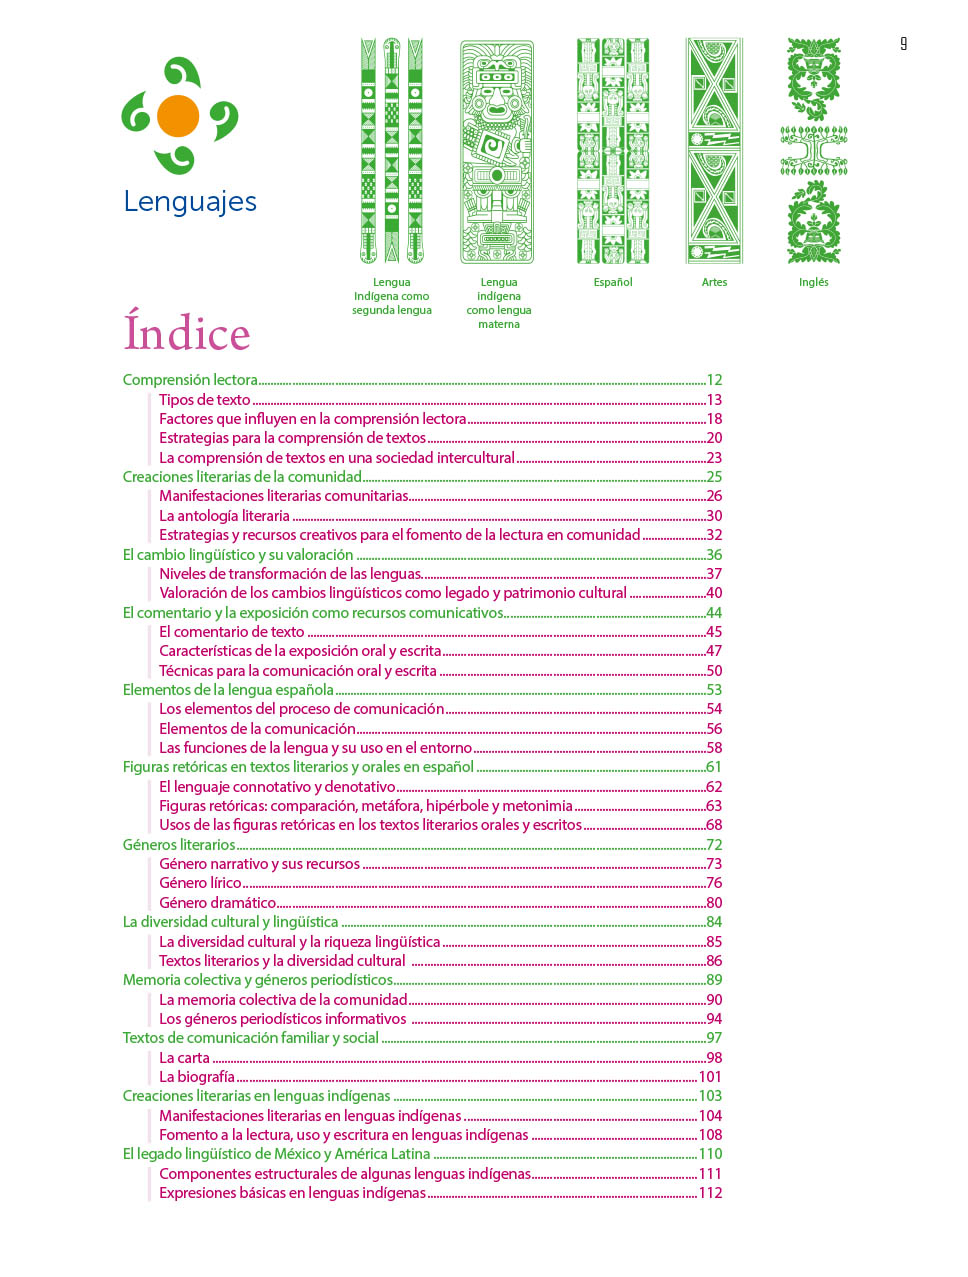 9
Lenguajes
Lengua
Indígena como
segunda lengua
Lengua
indígena
como lengua
materna
Español
Artes
Inglés
Índice
Comprensión lectora 12
Tipos de texto 13
Factores que influyen en la comprensión lectora 18
Estrategias para la comprensión de textos 20
La comprensión de textos en una sociedad intercultural 23
Creaciones literarias de la comunidad 25
Manifestaciones literarias comunitarias 26
La antología literaria 30
Estrategias y recursos creativos para el fomento de la lectura en comunidad 32
El cambio lingüístico y su valoración 36
Niveles de transformación de las lenguas 37
Valoración de los cambios lingüísticos como legado y patrimonio cultural 40
El comentario y la exposición como recursos comunicativos 44
El comentario de texto 45
Características de la exposición oral y escrita 47
Técnicas para la comunicación oral y escrita 50
Elementos de la lengua española 53
Los elementos del proceso de comunicación 54
Elementos de la comunicación 56
Las funciones de la lengua y su uso en el entorno 58
Figuras retóricas en textos literarios y orales en español 61
El lenguaje connotativo y denotativo 62
Figuras retóricas: comparación, metáfora, hipérbole y metonimia 63
Usos de las figuras retóricas en los textos literarios orales y escritos 68
Géneros literarios 72
Género narrativo y sus recursos 73
Género lírico 76
Género dramático 80
La diversidad cultural y lingüística 84
La diversidad cultural y la riqueza lingüística 85
Textos literarios y la diversidad cultural 86
Memoria colectiva y géneros periodísticos 89
La memoria colectiva de la comunidad 90
Los géneros periodísticos informativos 94
Textos de comunicación familiar y social 97
La carta 98
La biografía 101
Creaciones literarias en lenguas indígenas 103
Manifestaciones literarias en lenguas indígenas 104
Fomento a la lectura, uso y escritura en lenguas indígenas 108
El legado lingüístico de México y América Latina 110
Componentes estructurales de algunas lenguas indígenas 111
Expresiones básicas en lenguas indígenas 112